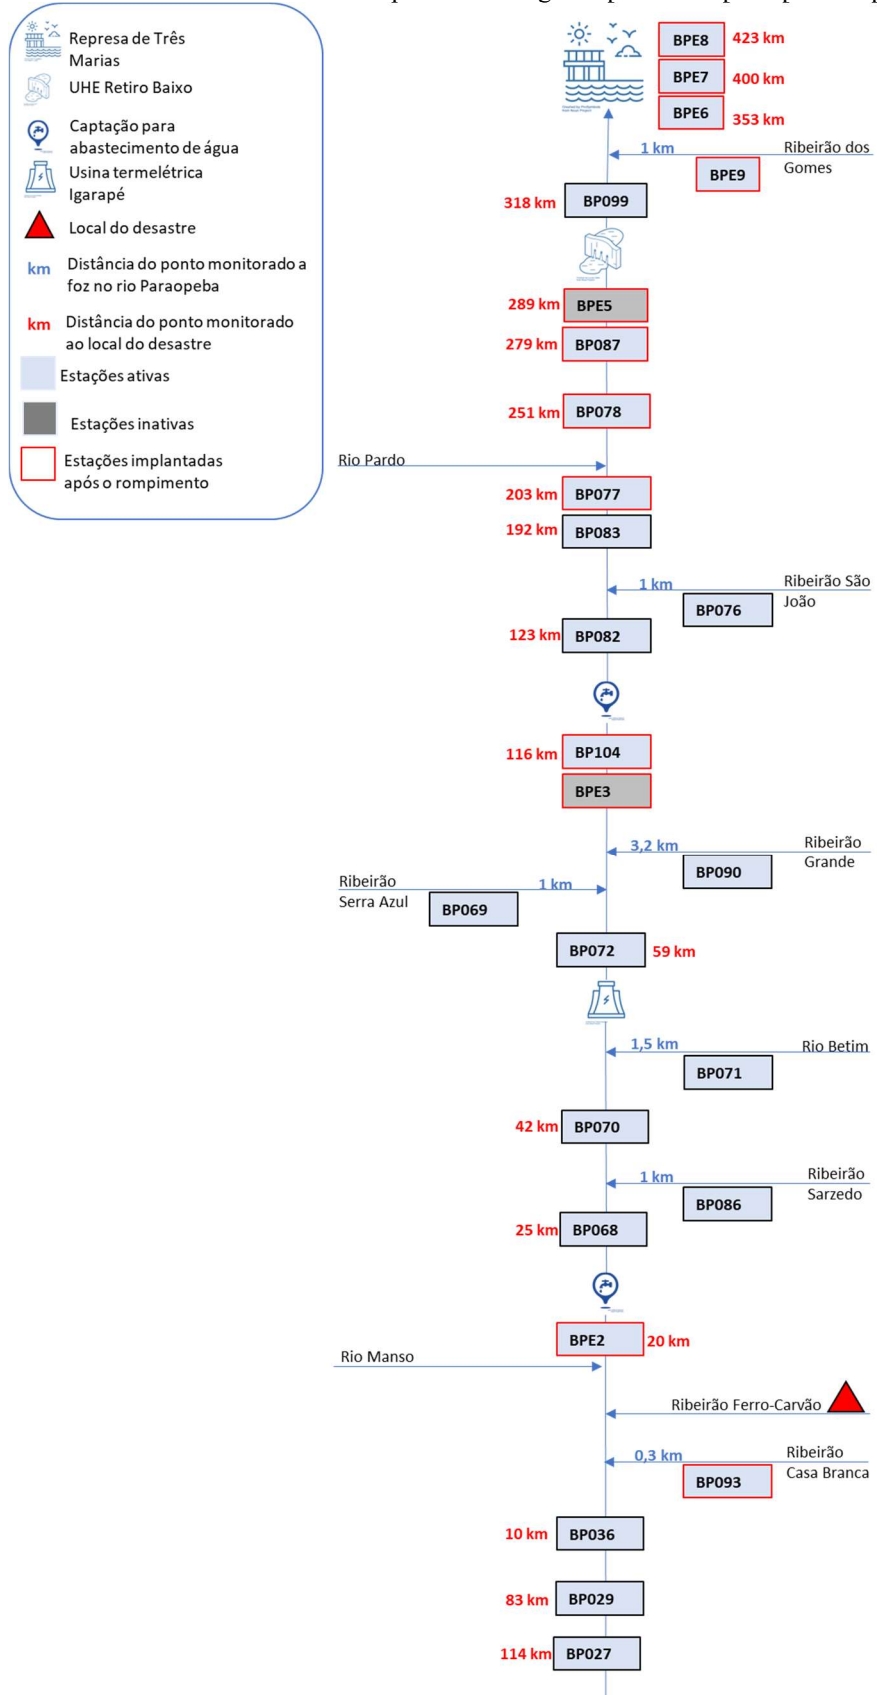 Represa de Três
Marias
UHE Retiro Baixo
Captação para
abastecimento de água
Usina termelétrica
Igarapé
Local do desastre
km
Distância do ponto monitorado a
foz no rio Paraopeba
km
Distância do ponto monitorado
ao local do desastre
Estações ativas
Estações inativas
Estações implantadas
após o rompimento
BPE8 423 km
BPE7 400 km
BPE6 353 km
1 km Ribeirão dos
Gomes
BPE9
318 km BP099
289 km BPE5
279 km BP087
251 km BP078
Rio Pardo
203 km BP077
192 km BP083
1 km Ribeirão São
João
BP076
123 km BP082
116 km BP104
BPE3
3,2 km Ribeirão
Grande
BP090
Ribeirão
Serra Azul
1 km
BP069
BP072 59 km
1,5 km Rio Betim
BP071
42 km BP070
1 km Ribeirão
Sarzedo
BP086
25 km BP068
BPE2 20 km
Rio Manso
Ribeirão Ferro-Carvão
0,3 km Ribeirão
Casa Branca
BP093
10 km BP036
83 km BP029
114 km BP027